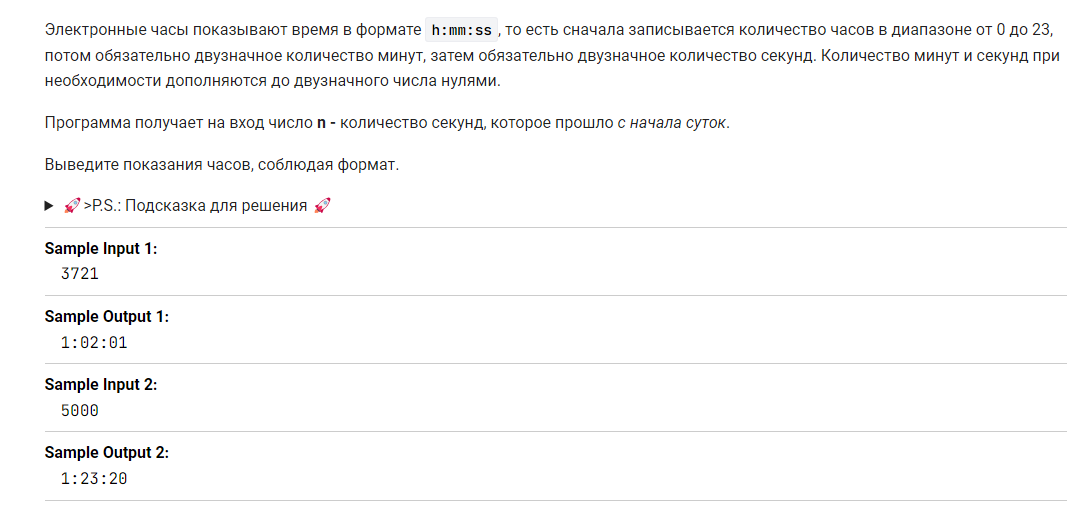 Электронные часы показывают время в формате h:mm:ss , то есть сначала записывается количество часов в диапазоне от 0 до 23,
потом обязательно двузначное количество минут, затем обязательно двузначное количество секунд. Количество минут и секунд при
необходимости дополняются до двузначного числа нулями.
Программа получает на вход число n - количество секунд, которое прошло с начала суток.
Выведите показания часов, соблюдая формат.
▶ 🚀>P.S.: Подсказка для решения 🚀
Sample Input 1:
3721
Sample Output 1:
1:02:01
Sample Input 2:
5000
Sample Output 2:
1:23:20